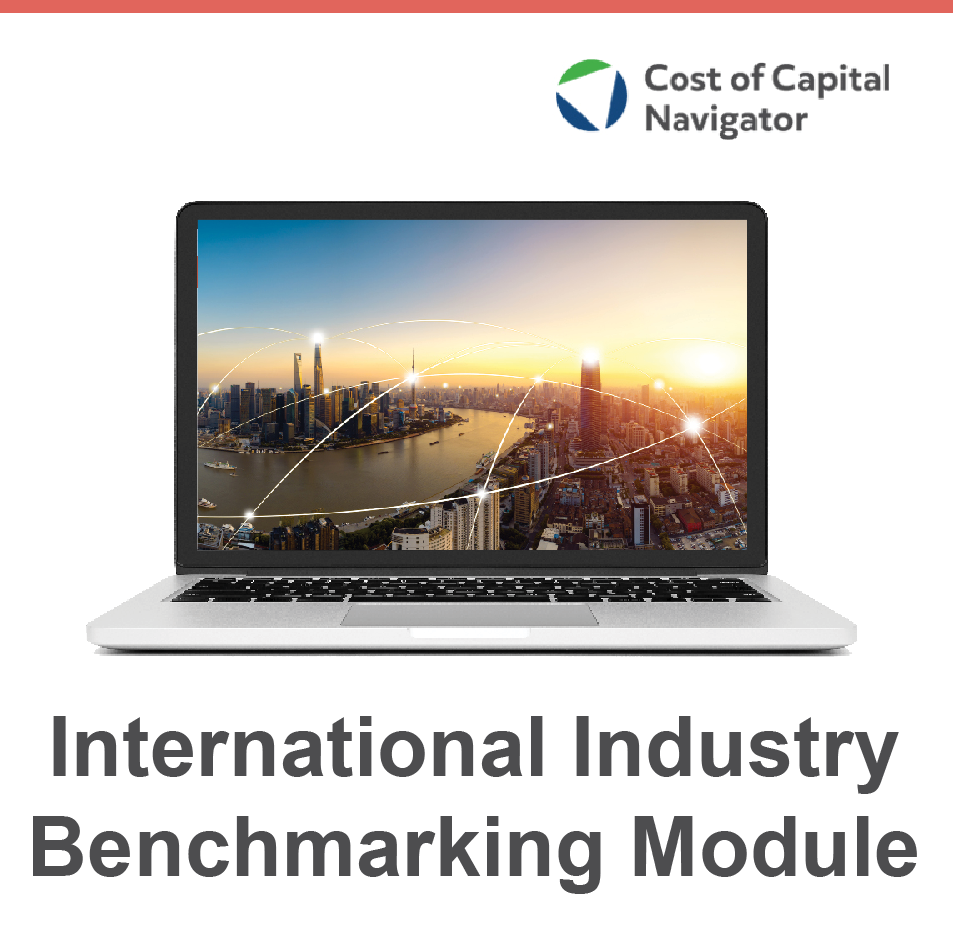 Cost of Capital
Navigator
International Industry
Benchmarking Module